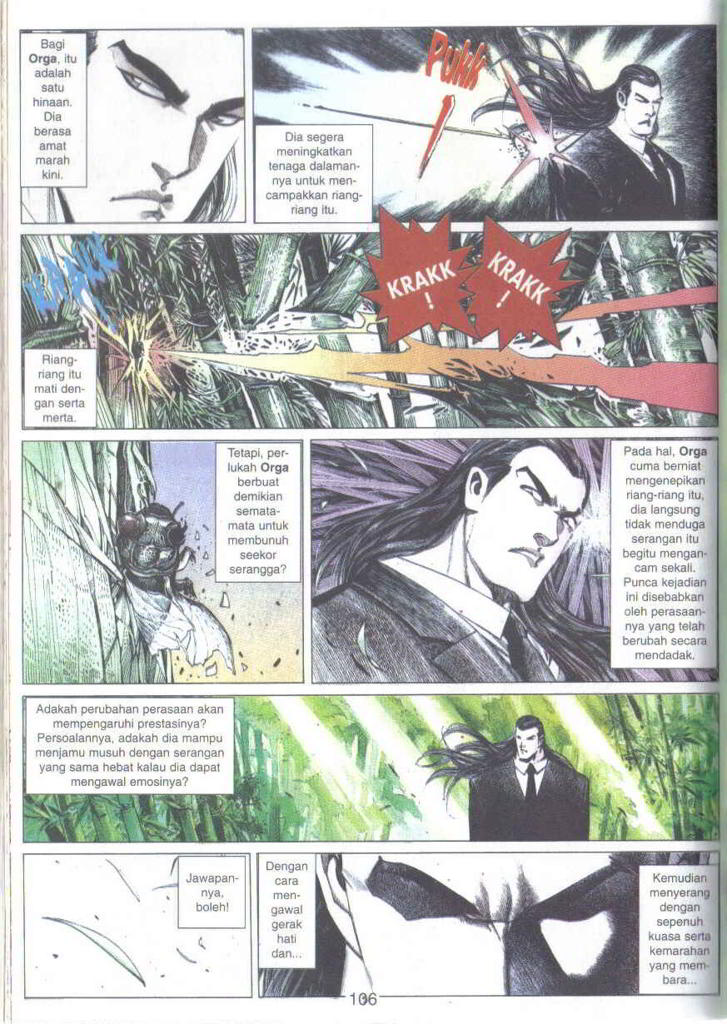 Bagi
Orga, itu
adalah
satu
hinaan.
Dia
berasa
amat
marah
kini.
PUKK
!
Dia segera
meningkatkan
tenaga dalaman-
nya untuk men-
campakkan riang-
riang itu.
KRAKK
!
KRAKK
!
Riang-
riang itu
mati den-
gan serta
merta.
Tetapi, per-
lukah Orga
berbuat
demikian
semata-
mata untuk
membunuh
seekor
serangga?
Pada hal, Orga
cuma berniat
mengenepikan
riang-riang itu,
dia langsung
tidak menduga
serangan itu
begitu mengan-
cam sekali.
Punca kejadian
ini disebabkan
oleh perasaan-
nya yang telah
berubah secara
mendadak.
Adakah perubahan perasaan akan
mempengaruhi prestasinya?
Persoalannya, adakah dia mampu
menjamu musuh dengan serangan
yang sama hebat kalau dia dapat
mengawal emosinya?
Jawapan-
nya,
boleh!
Dengan
cara
men-
gawal
gerak
hati
dan...
Kemudian
menyerang
dengan
sepenuh
kuasa serta
kemarahan
yang mem-
bara...
106